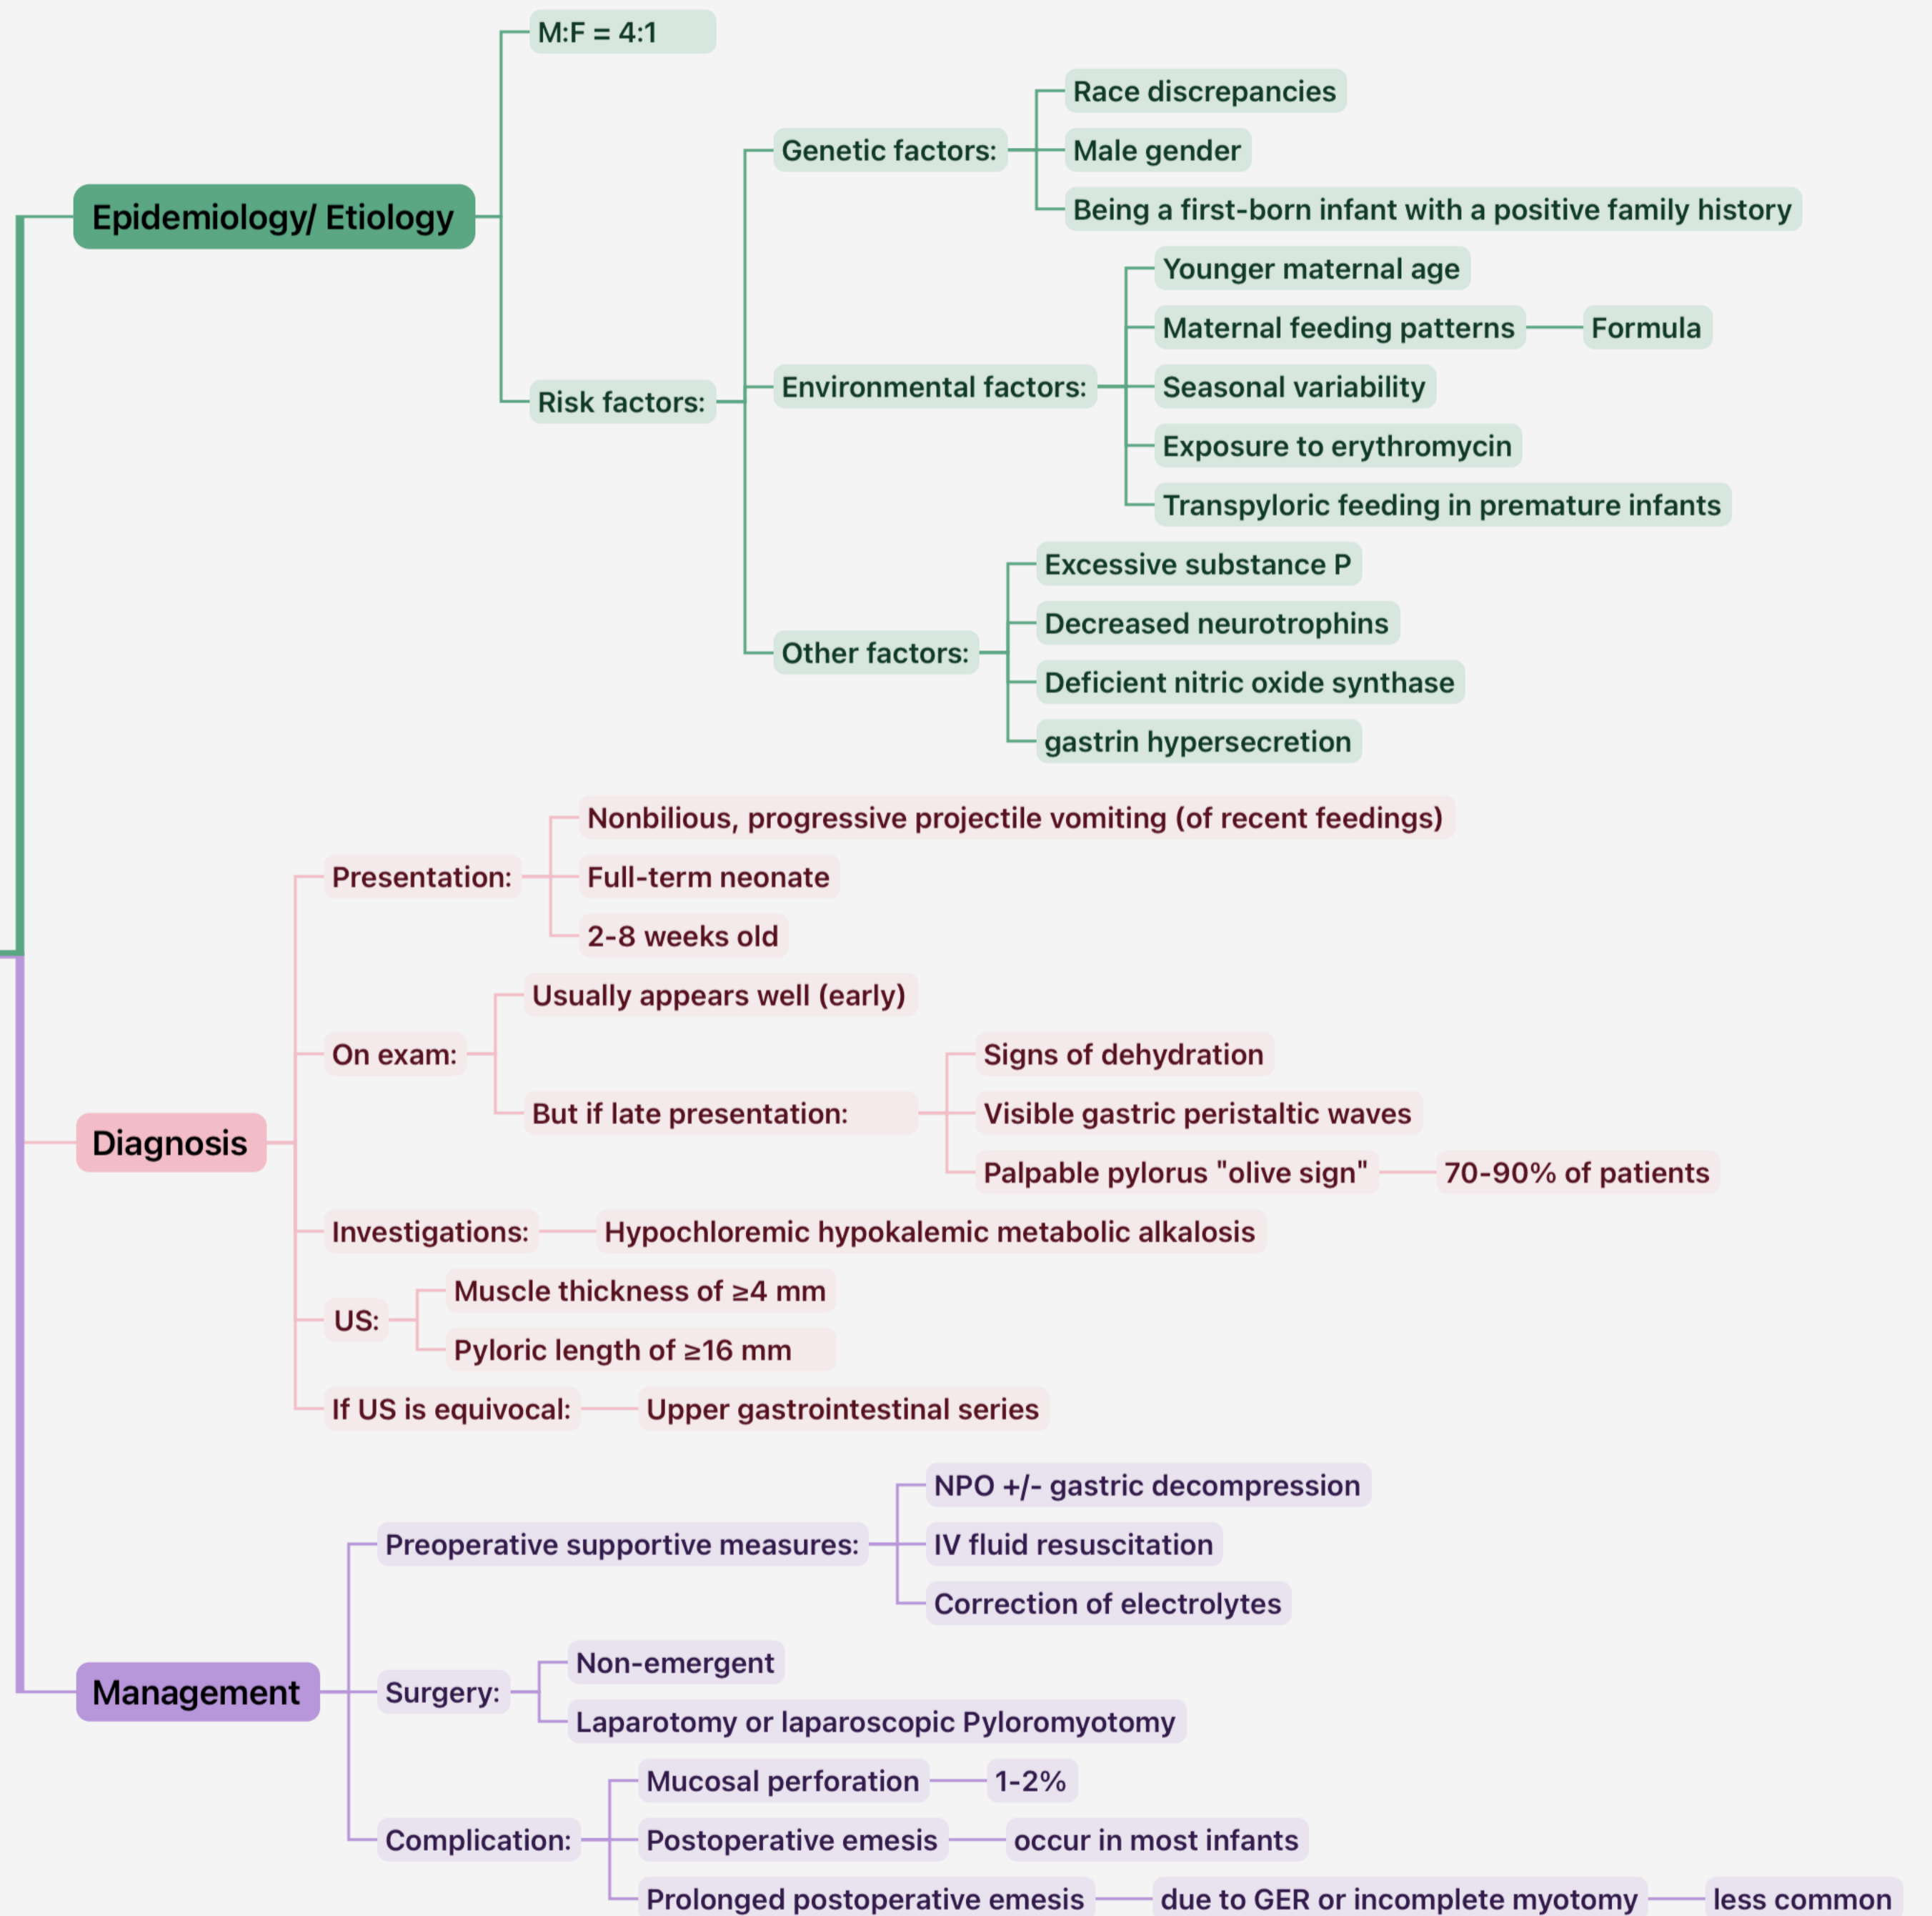 Epidemiology/ Etiology
M:F = 4:1
Risk factors:
Genetic factors:
Race discrepancies
Male gender
Being a first-born infant with a positive family history
Environmental factors:
Younger maternal age
Maternal feeding patterns
Formula
Seasonal variability
Exposure to erythromycin
Transpyloric feeding in premature infants
Other factors:
Excessive substance P
Decreased neurotrophins
Deficient nitric oxide synthase
gastrin hypersecretion
Diagnosis
Presentation:
Nonbilious, progressive projectile vomiting (of recent feedings)
Full-term neonate
2-8 weeks old
On exam:
Usually appears well (early)
But if late presentation:
Signs of dehydration
Visible gastric peristaltic waves
Palpable pylorus "olive sign"
70-90% of patients
Investigations:
Hypochloremic hypokalemic metabolic alkalosis
US:
Muscle thickness of ≥4 mm
Pyloric length of ≥16 mm
If US is equivocal:
Upper gastrointestinal series
Management
Preoperative supportive measures:
NPO +/- gastric decompression
IV fluid resuscitation
Correction of electrolytes
Surgery:
Non-emergent
Laparotomy or laparoscopic Pyloromyotomy
Complication:
Mucosal perforation
1-2%
Postoperative emesis
occur in most infants
Prolonged postoperative emesis
due to GER or incomplete myotomy
less common